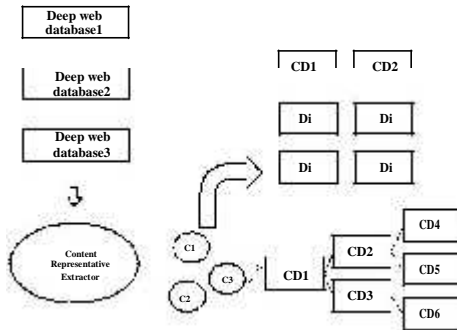 Deep web
database1
Deep web
database2
Deep web
database3
Content
Representative
Extractor
CD1 CD2
Di Di
Di Di
C1
C2
C3
CD1
CD2
CD3
CD4
CD5
CD6